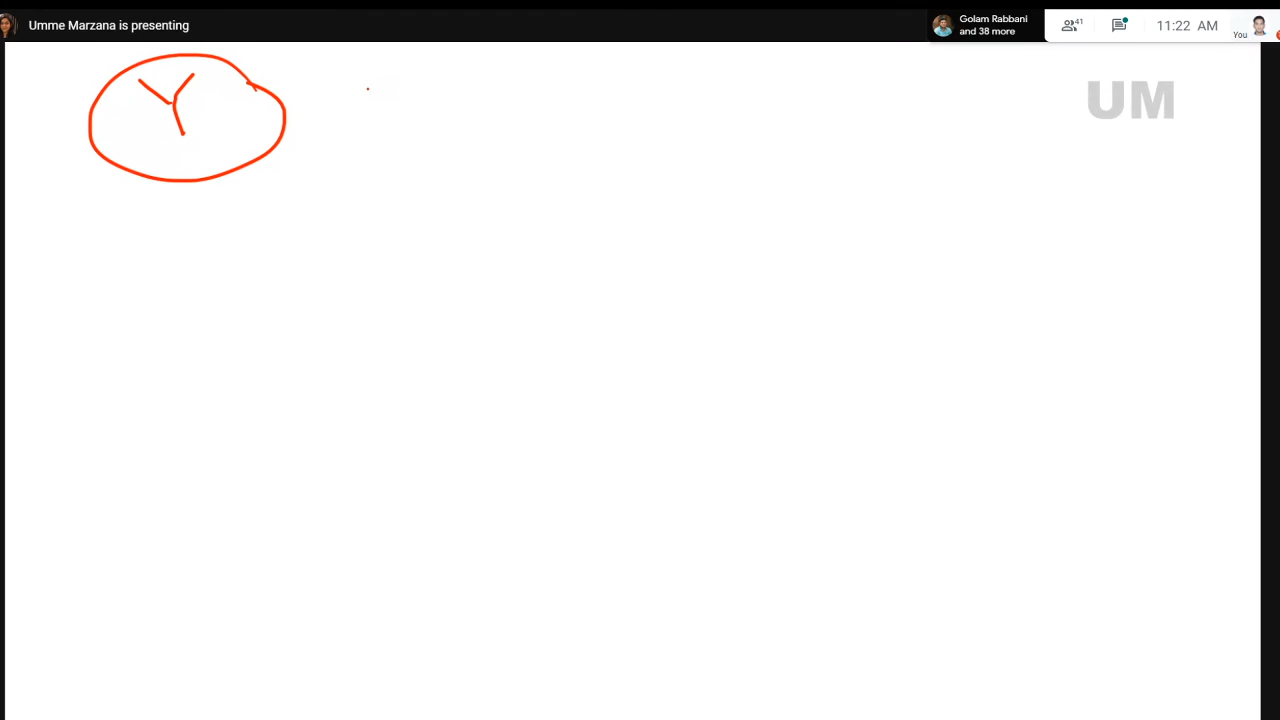 Umme Marzana is presenting
Golam Rabbani
and 38 more
41
11:22 AM
You
Y
UM